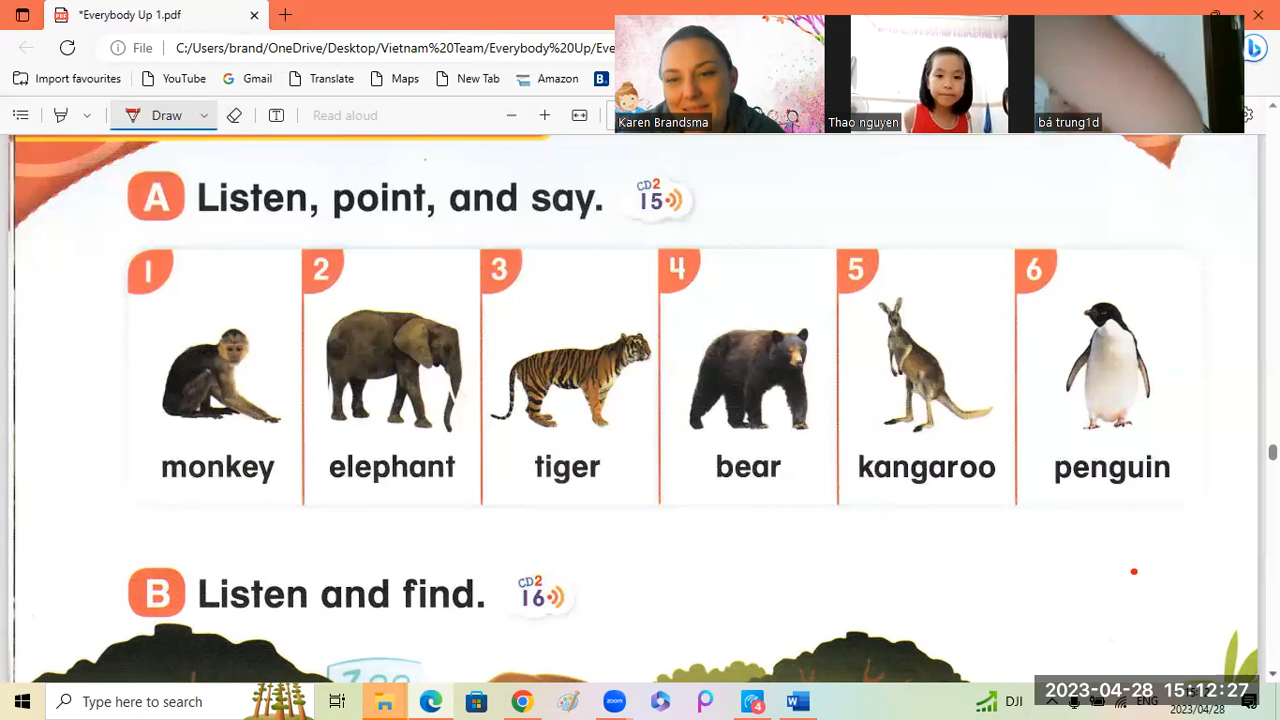 *Everybody Up 1.pdf
File
C:/Users/brand/OneDrive/Desktop/Vietnam%20Team/Everybody%20Up/Eve
Import favourites YouTube Gmail Translate Maps New Tab Amazon B.
Draw
Read aloud
Karen Brandsma
Thao nguyen
bá trung1d
A Listen, point, and say. CD2 15
1 2 3 4 5 6
monkey elephant tiger bear kangaroo penguin
B Listen and find. CD2 16
Type here to search
zoom
4
DJI
ENG
2023-04-28 15:12:27
2023/04/28